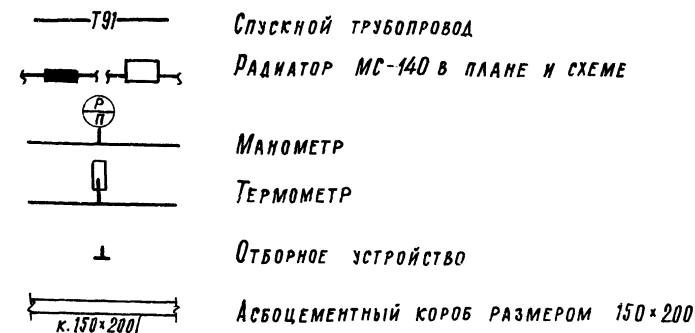 Т91 Спускной трубопровод
Радиатор МС-140 в плане и схеме
Р
П
Манометр
Термометр
Отборное устройство
Асбоцементный короб размером 150×200
к.150×200